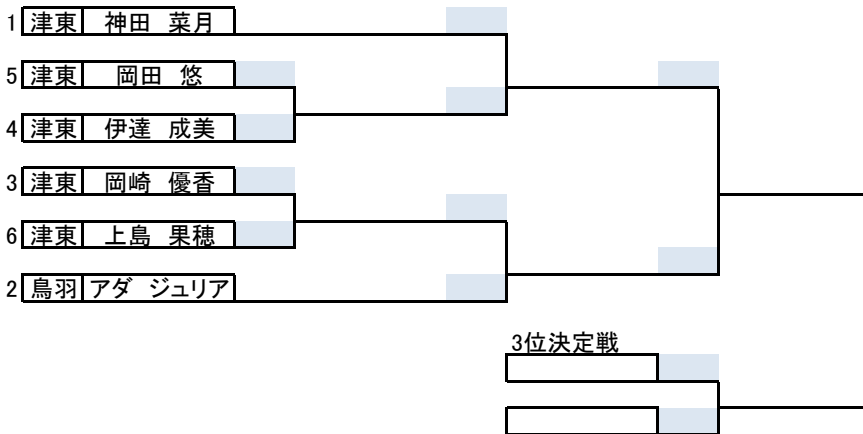 1 津東 神田 菜月
5 津東 岡田 悠
4 津東 伊達 成美
3 津東 岡崎 優香
6 津東 上島 果穂
2 鳥羽 アダ ジュリア
3位決定戦